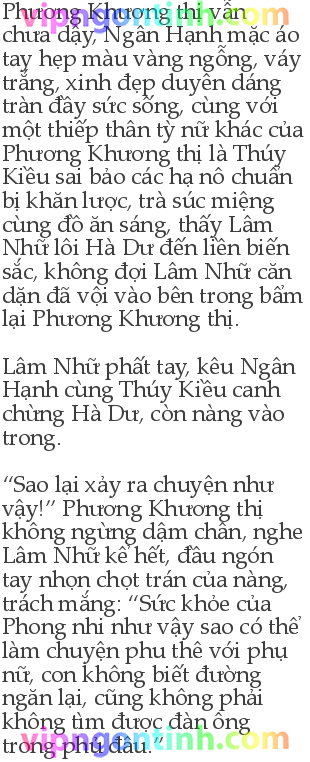 Phương Khương thị vẫn
chưa dậy, Ngân Hạnh mặc áo
tay hẹp màu vàng ngỗng, váy
trắng, xinh đẹp duyên dáng
tràn đầy sức sống, cùng với
một thiếp thân tỳ nữ khác của
Phương Khương thị là Thúy
Kiều sai bảo các hạ nô chuẩn
bị khăn lược, trà súc miệng
cùng đồ ăn sáng, thấy Lâm
Nhữ lôi Hà Dư đến liền biến
sắc, không đợi Lâm Nhữ căn
dặn đã vội vào bên trong bẩm
lại Phương Khương thị.
Lâm Nhữ phất tay, kêu Ngân
Hạnh cùng Thúy Kiều canh
chừng Hà Dư, còn nàng vào
trong.
“Sao lại xảy ra chuyện như
vậy!” Phương Khương thị
không ngừng dậm chân, nghe
Lâm Nhữ kể hết, đầu ngón
tay nhọn chọt trán của nàng,
trách mắng: “Sức khỏe của
Phong nhi như vậy sao có thể
làm chuyện phu thê với phụ
nữ, con không biết đường
ngăn lại, cũng không phải
không tìm được đàn ông
trong phủ đâu.”
vipngontinh.com
vipngontinh.com